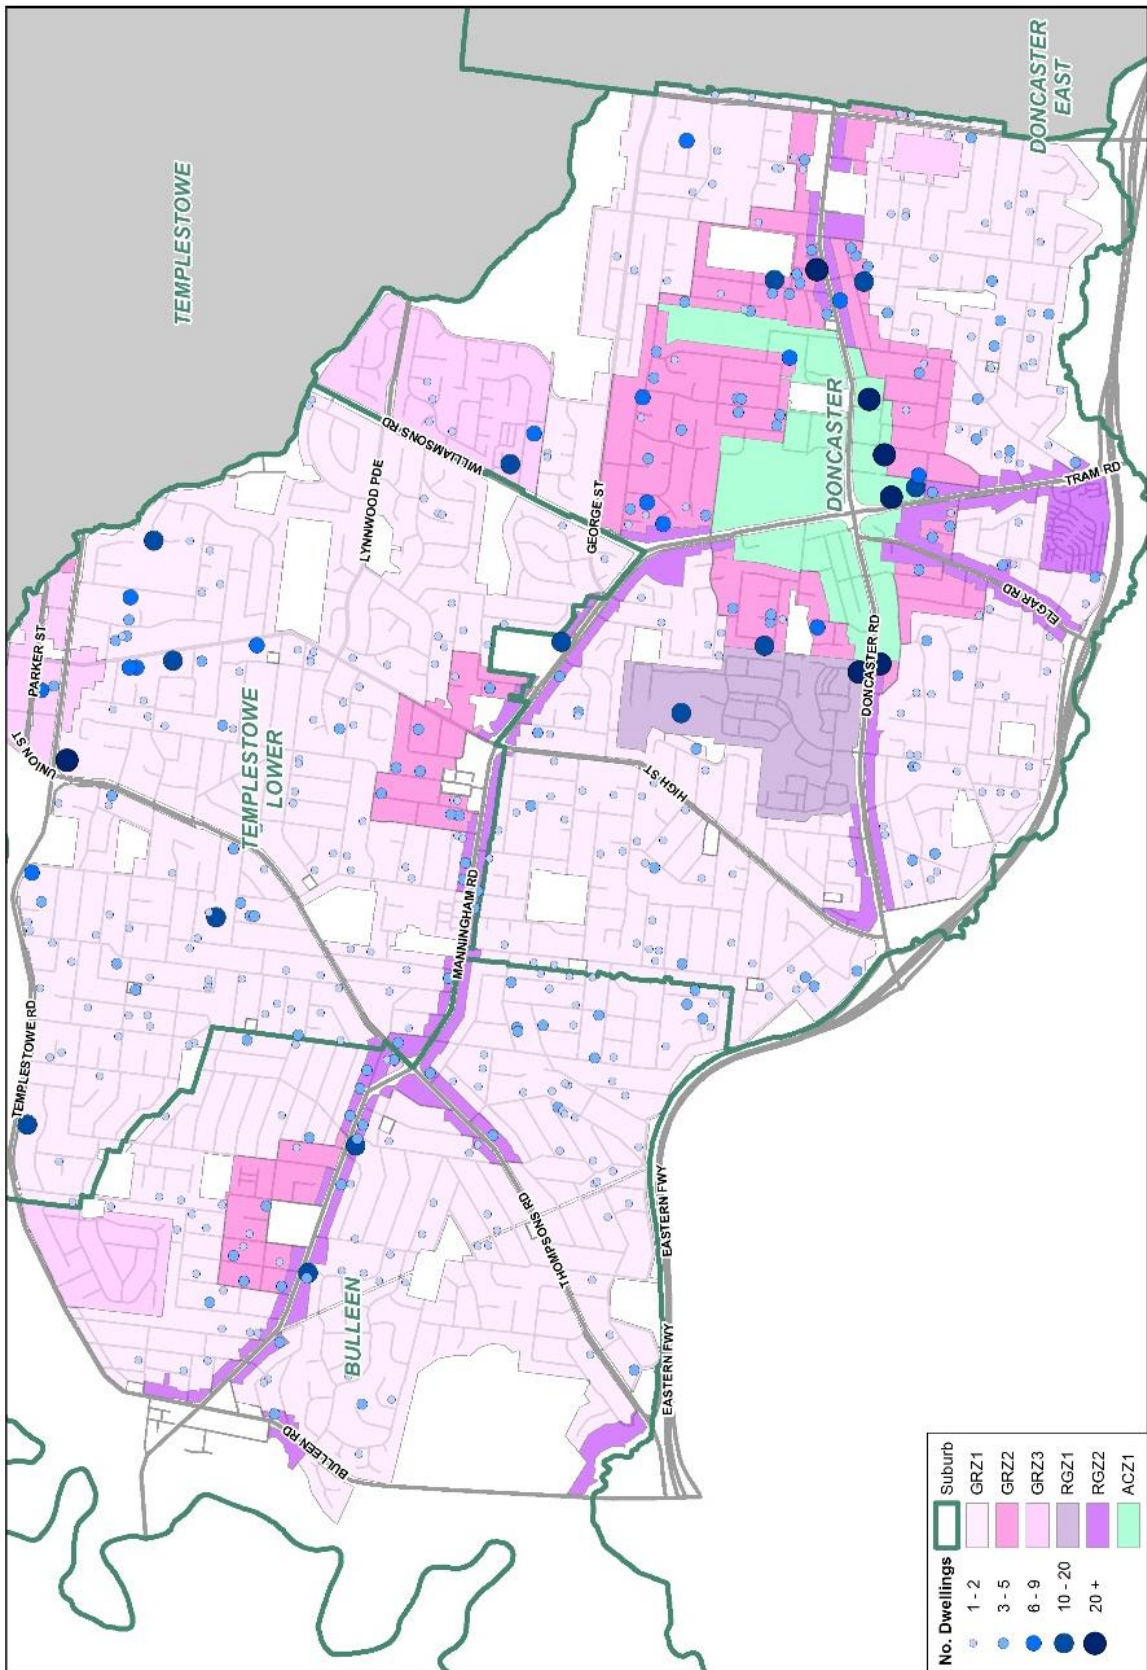 TEMPLESTOWE
DONCASTER
EAST
PARKER ST
UNION ST
LYNNWOOD PDE
WILLIAMSONS RD
GEORGE ST
TEMPLESTOWE
LOWER
TEMPLESTOWE RD
MANNINGHAM RD
HIGH ST
DONCASTER
DONCASTER RD
TRAM RD
ELGAR RD
THOMPSONS RD
BULLEEN
BULLEEN RD
EASTERN FWY
EASTERN FWY
No. Dwellings
1 - 2
3 - 5
6 - 9
10 - 20
20 +
Suburb
GRZ1
GRZ2
GRZ3
RGZ1
RGZ2
ACZ1